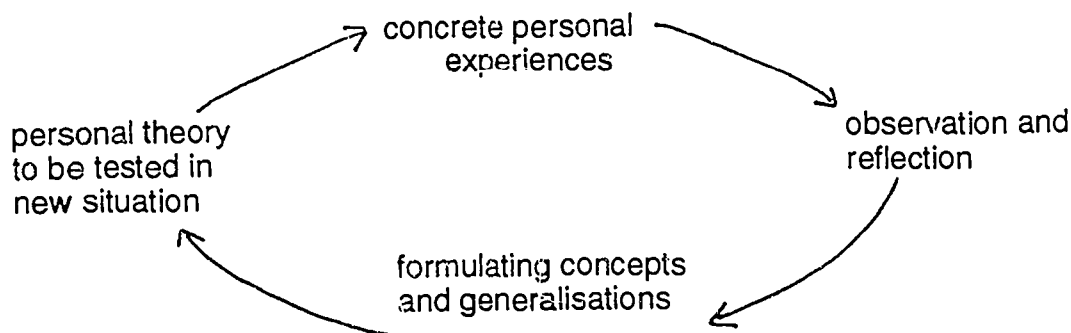 concrete personal
experiences
observation and
reflection
formulating concepts
and generalisations
personal theory
to be tested in
new situation